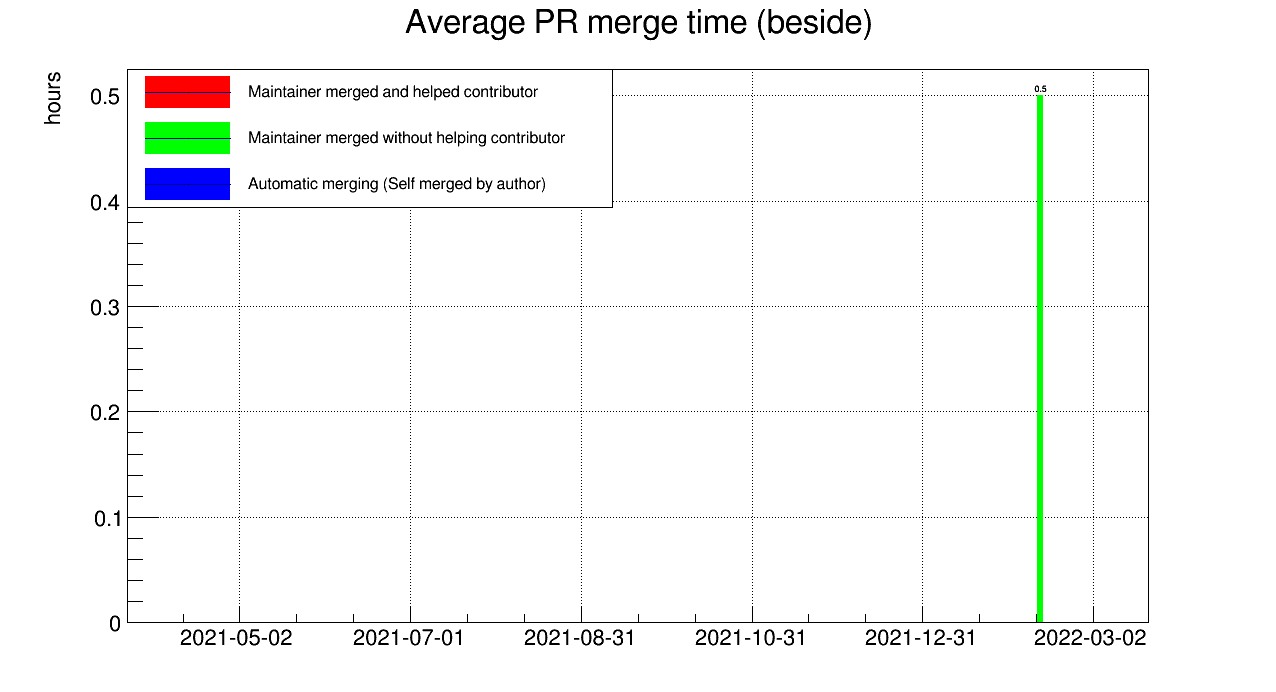 Average PR merge time (beside)
hours
Maintainer merged and helped contributor
Maintainer merged without helping contributor
Automatic merging (Self merged by author)
0.5
0.5
0.4
0.3
0.2
0.1
0
2021-05-02 2021-07-01 2021-08-31 2021-10-31 2021-12-31 2022-03-02